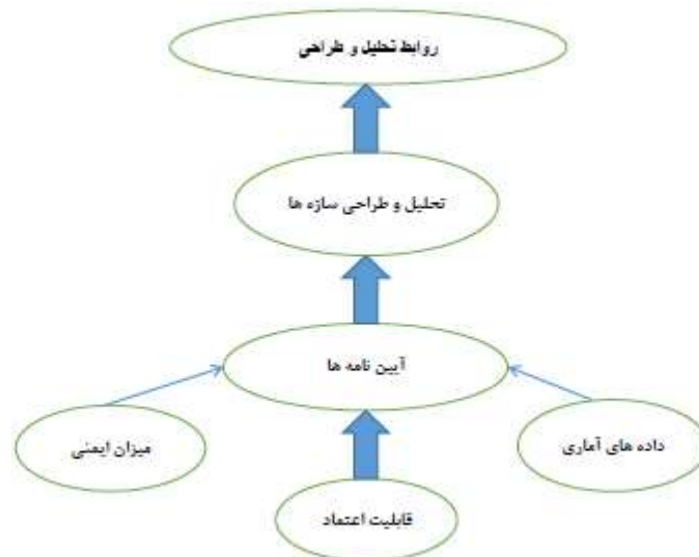 روابط تحلیل و طراحی
تحلیل و طراحی سازه ها
آیین نامه ها
داده های آماری
میزان ایمنی
قابلیت اعتماد